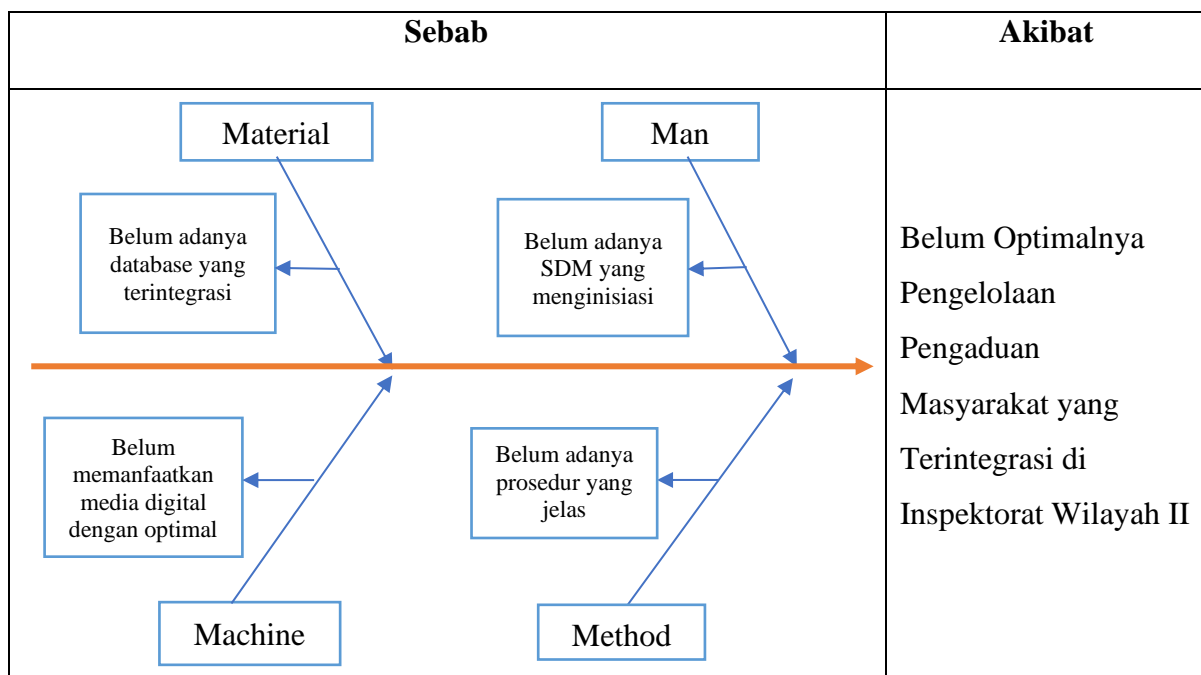 Sebab
Akibat
Material
Man
Belum adanya
database yang
terintegrasi
Belum adanya
SDM yang
menginisiasi
Belum
memanfaatkan
media digital
dengan optimal
Belum adanya
prosedur yang
jelas
Machine
Method
Belum Optimalnya
Pengelolaan
Pengaduan
Masyarakat yang
Terintegrasi di
Inspektorat Wilayah II